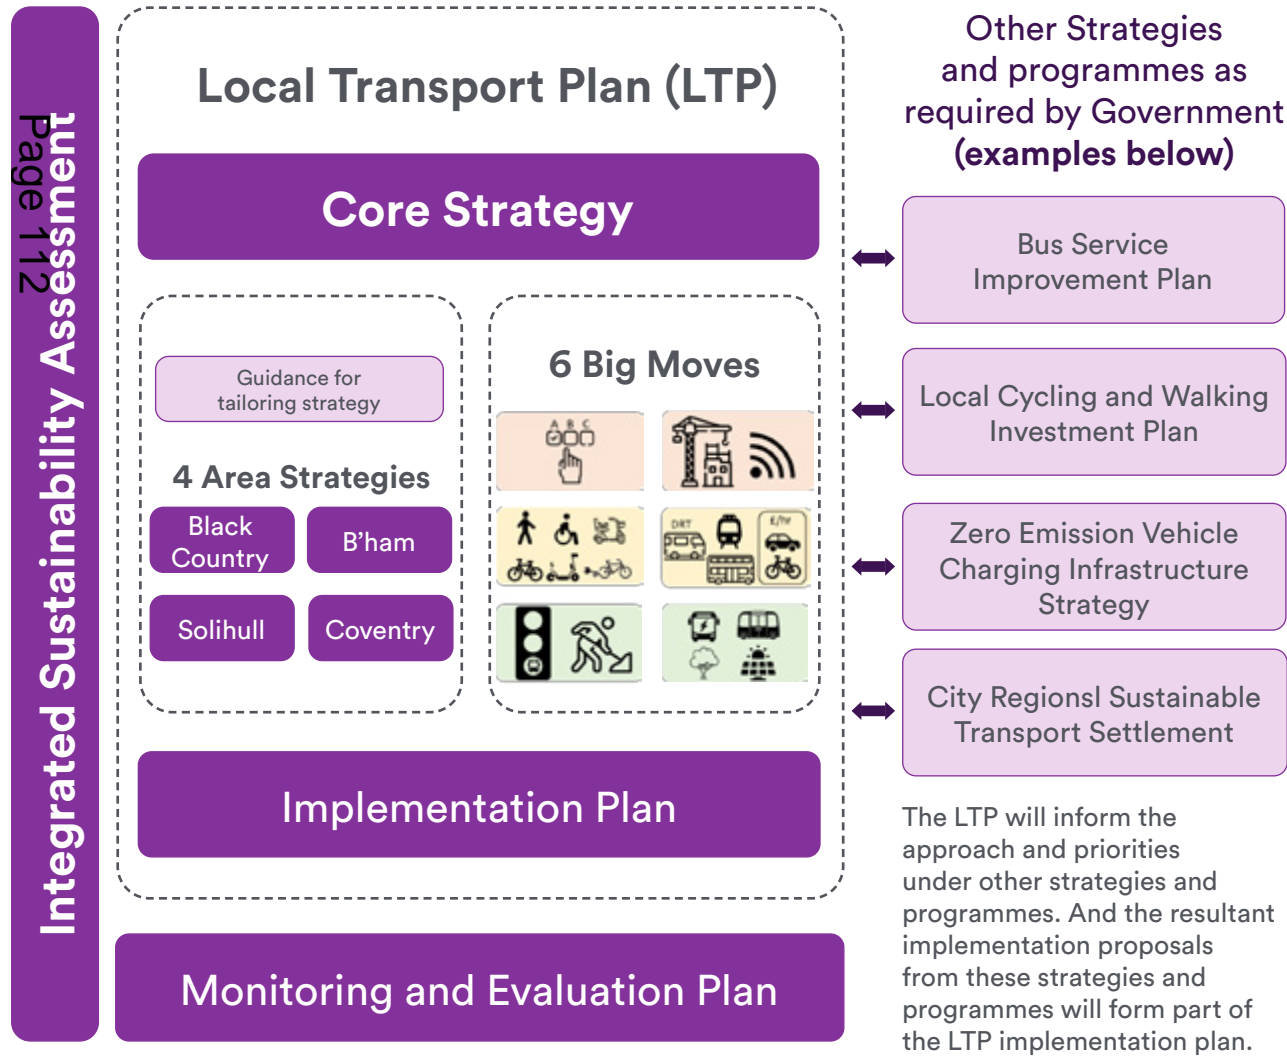 Page 112
Integrated Sustainability Assessment
Local Transport Plan (LTP)
Core Strategy
Guidance for
tailoring strategy
4 Area Strategies
Black
Country
B'ham
Solihull
Coventry
6 Big Moves
A B C
DRT
E/TW
Implementation Plan
Monitoring and Evaluation Plan
Other Strategies
and programmes as
required by Government
(examples below)
Bus Service
Improvement Plan
Local Cycling and Walking
Investment Plan
Zero Emission Vehicle
Charging Infrastructure
Strategy
City Regionsl Sustainable
Transport Settlement
The LTP will inform the
approach and priorities
under other strategies and
programmes. And the resultant
implementation proposals
from these strategies and
programmes will form part of
the LTP implementation plan.